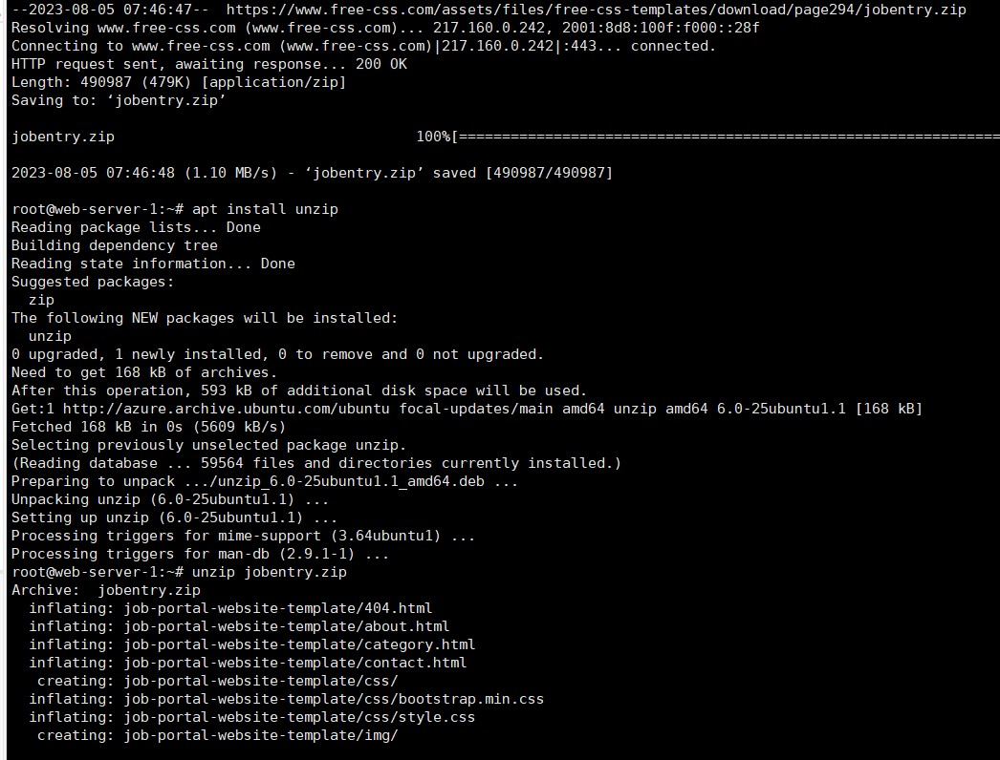 --2023-08-05 07:46:47--  https://www.free-css.com/assets/files/free-css-templates/download/page294/jobentry.zip
Resolving www.free-css.com (www.free-css.com)... 217.160.0.242, 2001:8d8:100f:f000::28f
Connecting to www.free-css.com (www.free-css.com)|217.160.0.242|:443... connected.
HTTP request sent, awaiting response... 200 OK
Length: 490987 (479K) [application/zip]
Saving to: ‘jobentry.zip’
jobentry.zip                                   100%[===============================================================
2023-08-05 07:46:48 (1.10 MB/s) - ‘jobentry.zip’ saved [490987/490987]
root@web-server-1:~# apt install unzip
Reading package lists... Done
Building dependency tree
Reading state information... Done
Suggested packages:
  zip
The following NEW packages will be installed:
  unzip
0 upgraded, 1 newly installed, 0 to remove and 0 not upgraded.
Need to get 168 kB of archives.
After this operation, 593 kB of additional disk space will be used.
Get:1 http://azure.archive.ubuntu.com/ubuntu focal-updates/main amd64 unzip amd64 6.0-25ubuntu1.1 [168 kB]
Fetched 168 kB in 0s (5609 kB/s)
Selecting previously unselected package unzip.
(Reading database ... 59564 files and directories currently installed.)
Preparing to unpack .../unzip_6.0-25ubuntu1.1_amd64.deb ...
Unpacking unzip (6.0-25ubuntu1.1) ...
Setting up unzip (6.0-25ubuntu1.1) ...
Processing triggers for mime-support (3.64ubuntu1) ...
Processing triggers for man-db (2.9.1-1) ...
root@web-server-1:~# unzip jobentry.zip
Archive:  jobentry.zip
  inflating: job-portal-website-template/404.html
  inflating: job-portal-website-template/about.html
  inflating: job-portal-website-template/category.html
  inflating: job-portal-website-template/contact.html
   creating: job-portal-website-template/css/
  inflating: job-portal-website-template/css/bootstrap.min.css
  inflating: job-portal-website-template/css/style.css
   creating: job-portal-website-template/img/